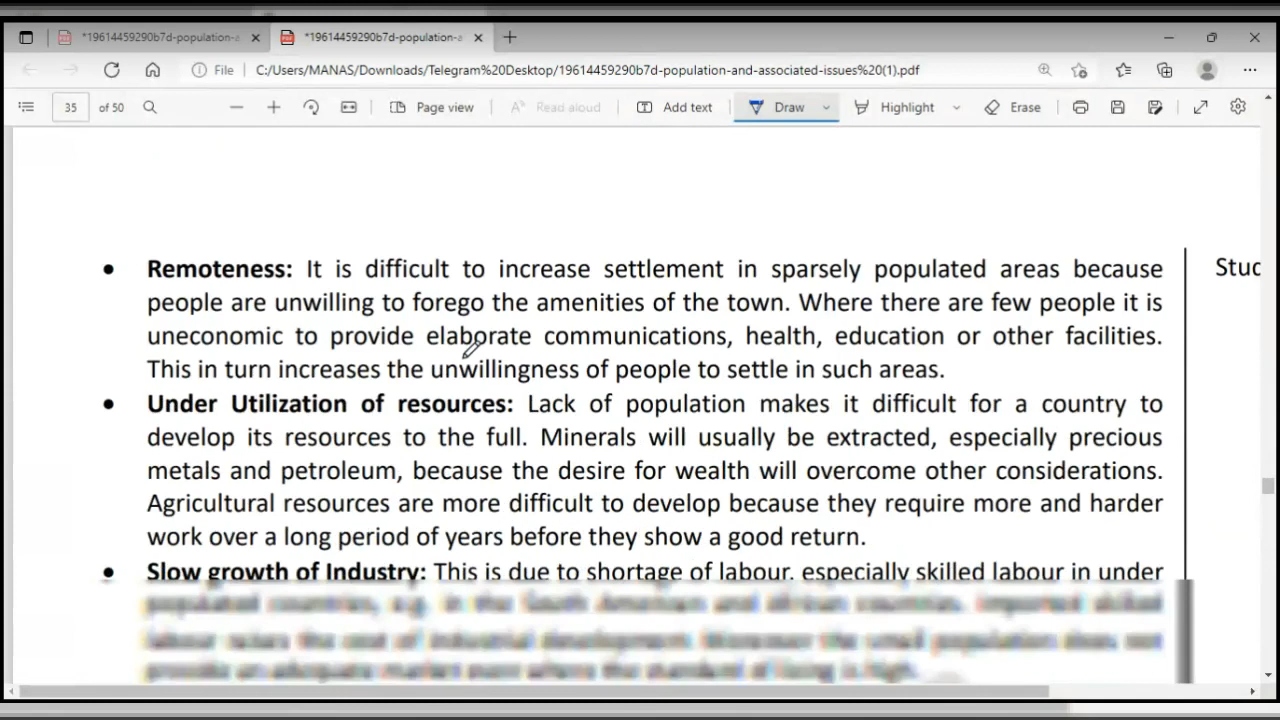 *19614459290b7d-population-a
*19614459290b7d-population-a
File C:/Users/MANAS/Downloads/Telegram%20Desktop/19614459290b7d-population-and-associated-issues%20(1).pdf
35 of 50 Page view Read aloud Add text Draw Highlight Erase
• Remoteness: It is difficult to increase settlement in sparsely populated areas because
Stud
people are unwilling to forego the amenities of the town. Where there are few people it is
uneconomic to provide elaborate communications, health, education or other facilities.
This in turn increases the unwillingness of people to settle in such areas.
• Under Utilization of resources: Lack of population makes it difficult for a country to
develop its resources to the full. Minerals will usually be extracted, especially precious
metals and petroleum, because the desire for wealth will overcome other considerations.
Agricultural resources are more difficult to develop because they require more and harder
work over a long period of years before they show a good return.
• Slow growth of Industry: This is due to shortage of labour, especially skilled labour in under